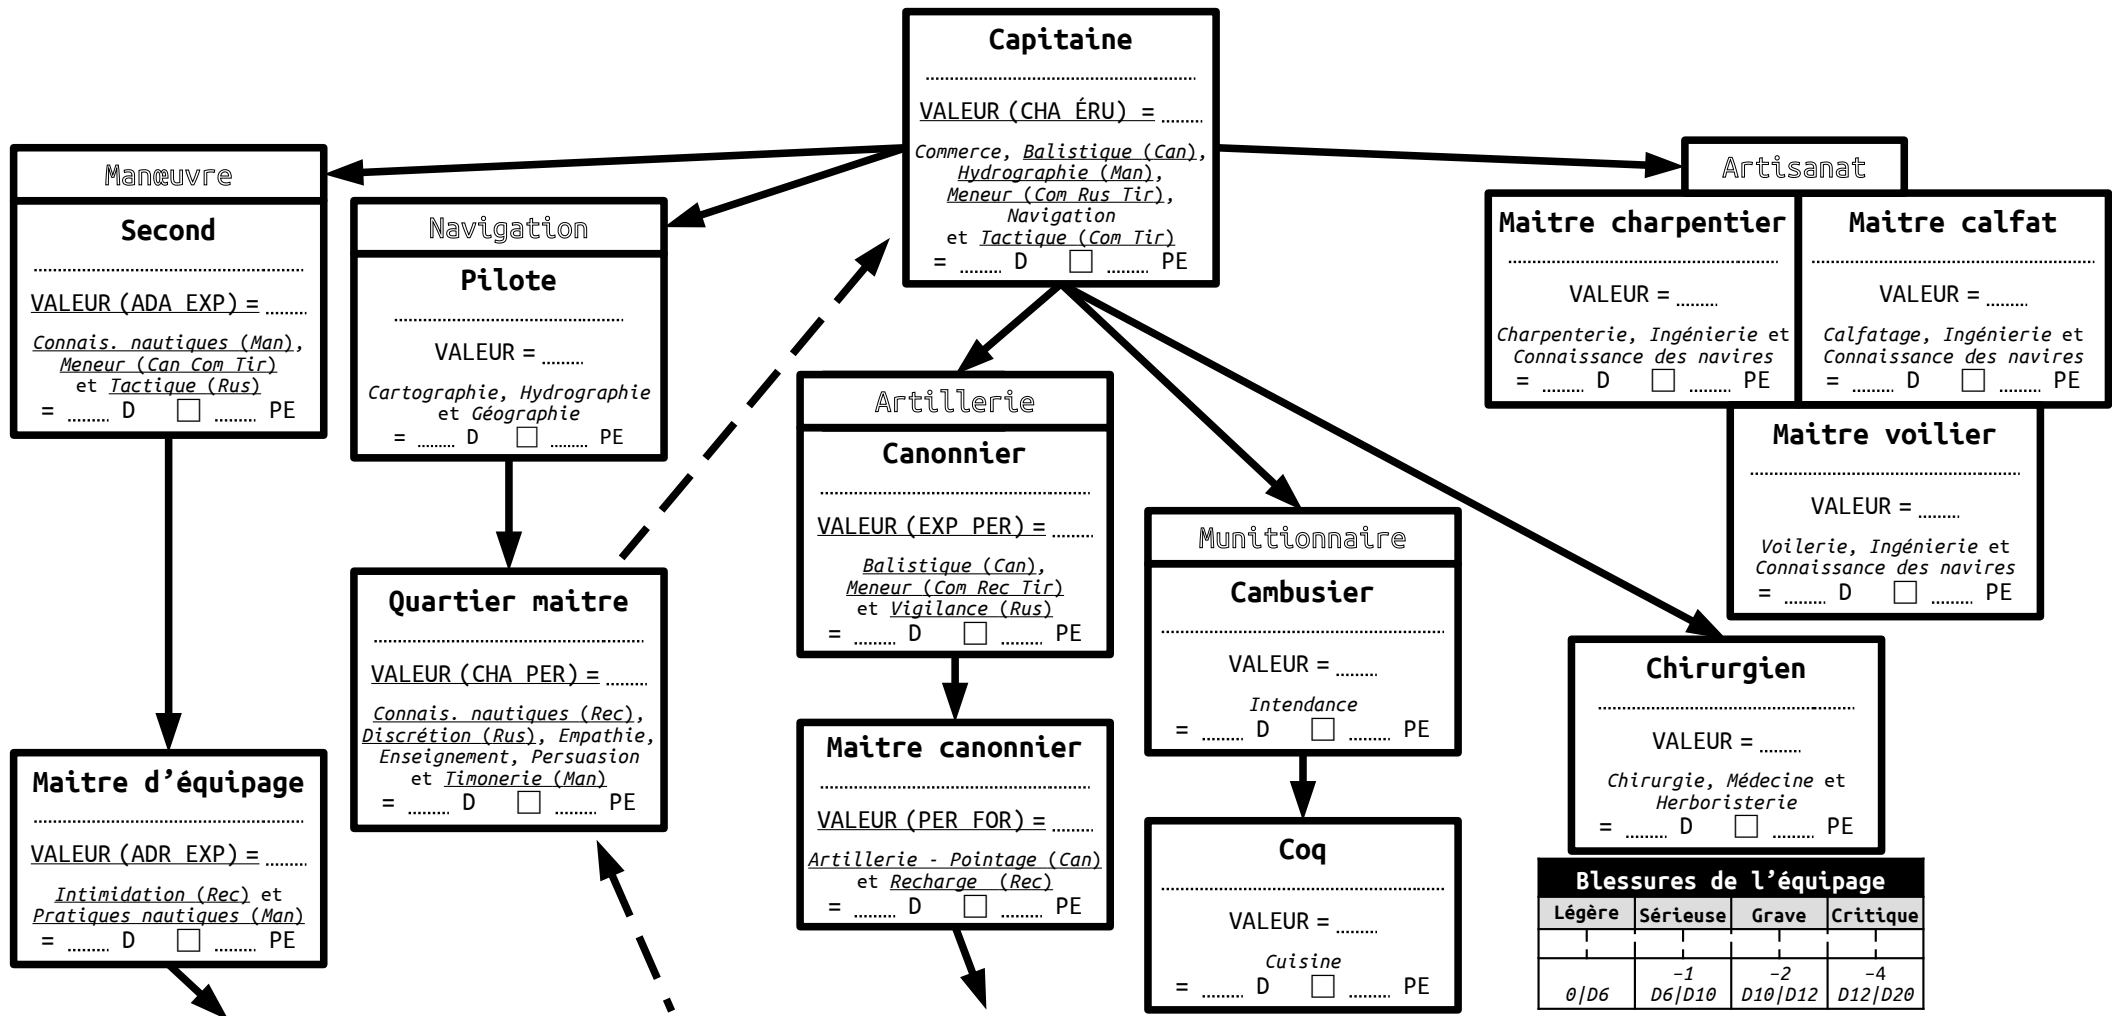 Capitaine
VALEUR (CHA ÉRU) = ........
Commerce, Balistique (Can),
Hydrographie (Man),
Meneur (Com Rus Tir),
Navigation
et Tactique (Com Tir)
= ........ D □ ........ PE
Manœuvre
Second
VALEUR (ADA EXP) = ........
Connais. nautiques (Man),
Meneur (Can Com Tir)
et Tactique (Rus)
= ........ D □ ........ PE
Maitre d’équipage
VALEUR (ADR EXP) = ........
Intimidation (Rec) et
Pratiques nautiques (Man)
= ........ D □ ........ PE
Navigation
Pilote
VALEUR = ........
Cartographie, Hydrographie
et Géographie
= ........ D □ ........ PE
Quartier maitre
VALEUR (CHA PER) = ........
Connais. nautiques (Rec),
Discrétion (Rus), Empathie,
Enseignement, Persuasion
et Timonerie (Man)
= ........ D □ ........ PE
Artillerie
Canonnier
VALEUR (EXP PER) = ........
Balistique (Can),
Meneur (Com Rec Tir)
et Vigilance (Rus)
= ........ D □ ........ PE
Maitre canonnier
VALEUR (PER FOR) = ........
Artillerie - Pointage (Can)
et Recharge (Rec)
= ........ D □ ........ PE
Munitionnaire
Cambusier
VALEUR = ........
Intendance
= ........ D □ ........ PE
Coq
VALEUR = ........
Cuisine
= ........ D □ ........ PE
Artisanat
Maitre charpentier
VALEUR = ........
Charpenterie, Ingénierie et
Connaissance des navires
= ........ D □ ........ PE
Maitre calfat
VALEUR = ........
Calfatage, Ingénierie et
Connaissance des navires
= ........ D □ ........ PE
Maitre voilier
VALEUR = ........
Voilerie, Ingénierie et
Connaissance des navires
= ........ D □ ........ PE
Chirurgien
VALEUR = ........
Chirurgie, Médecine et
Herboristerie
= ........ D □ ........ PE
Blessures de l’équipage
Légère Sérieuse Grave Critique
−1 −2 −4
0|D6 D6|D10 D10|D12 D12|D20